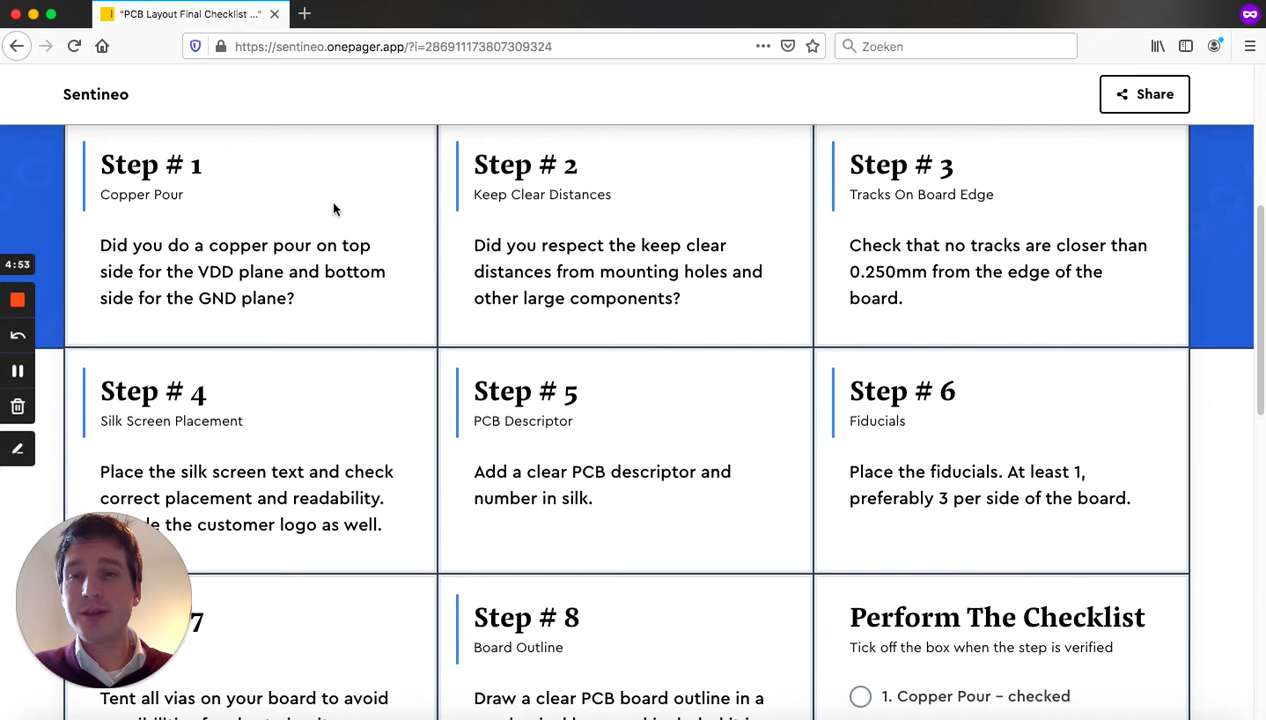 "PCB Layout Final Checklist ..."
https://sentineo.onepager.app/?i=286911173807309324
Zoeken
Sentineo
Share
Step # 1
Copper Pour
Did you do a copper pour on top
side for the VDD plane and bottom
side for the GND plane?
Step # 2
Keep Clear Distances
Did you respect the keep clear
distances from mounting holes and
other large components?
Step # 3
Tracks On Board Edge
Check that no tracks are closer than
0.250mm from the edge of the
board.
4:53
Step # 4
Silk Screen Placement
Place the silk screen text and check
correct placement and readability.
the customer logo as well.
Step # 5
PCB Descriptor
Add a clear PCB descriptor and
number in silk.
Step # 6
Fiducials
Place the fiducials. At least 1,
preferably 3 per side of the board.
7
Tent all vias on your board to avoid
Step # 8
Board Outline
Draw a clear PCB board outline in a
Perform The Checklist
Tick off the box when the step is verified
1. Copper Pour - checked